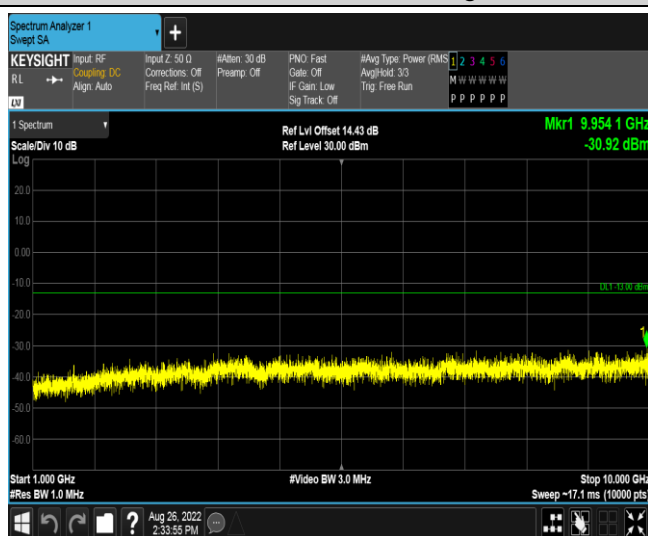 Spectrum Analyzer 1
Swept SA
+
KEYSIGHT
RL
Input: RF
Coupling: DC
Align: Auto
Input Z: 50 Ω
Corrections: Off
Freq Ref: Int (S)
#Atten: 30 dB
Preamp: Off
PNO: Fast
Gate: Off
IF Gain: Low
Sig Track: Off
#Avg Type: Power (RMS
Avg|Hold: 3/3
Trig: Free Run
1 2 3 4 5 6
M W W W W W
P P P P P P
1 Spectrum
Scale/Div 10 dB
Log
Ref Lvl Offset 14.43 dB
Ref Level 30.00 dBm
Mkr1 9.954 1 GHz
-30.92 dBm
20.0
10.0
0.00
-10.0
DL1 -13.00 dBm
-20.0
-30.0
1
-40.0
-50.0
-60.0
Start 1.000 GHz
#Video BW 3.0 MHz
Stop 10.000 GHz
#Res BW 1.0 MHz
Sweep ~17.1 ms (10000 pts)
?
Aug 26, 2022
2:33:55 PM